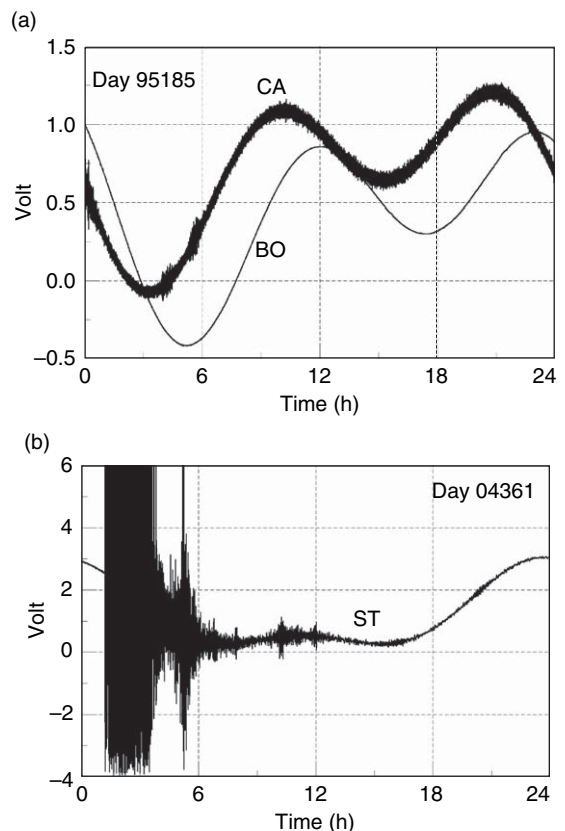 (a)
1.5
Day 95185
CA
1.0
Volt
0.5
BO
0.0
–0.5
0 6 12 18 24
Time (h)
(b)
6
Day 04361
4
2
Volt
ST
0
–2
–4
0 6 12 18 24
Time (h)